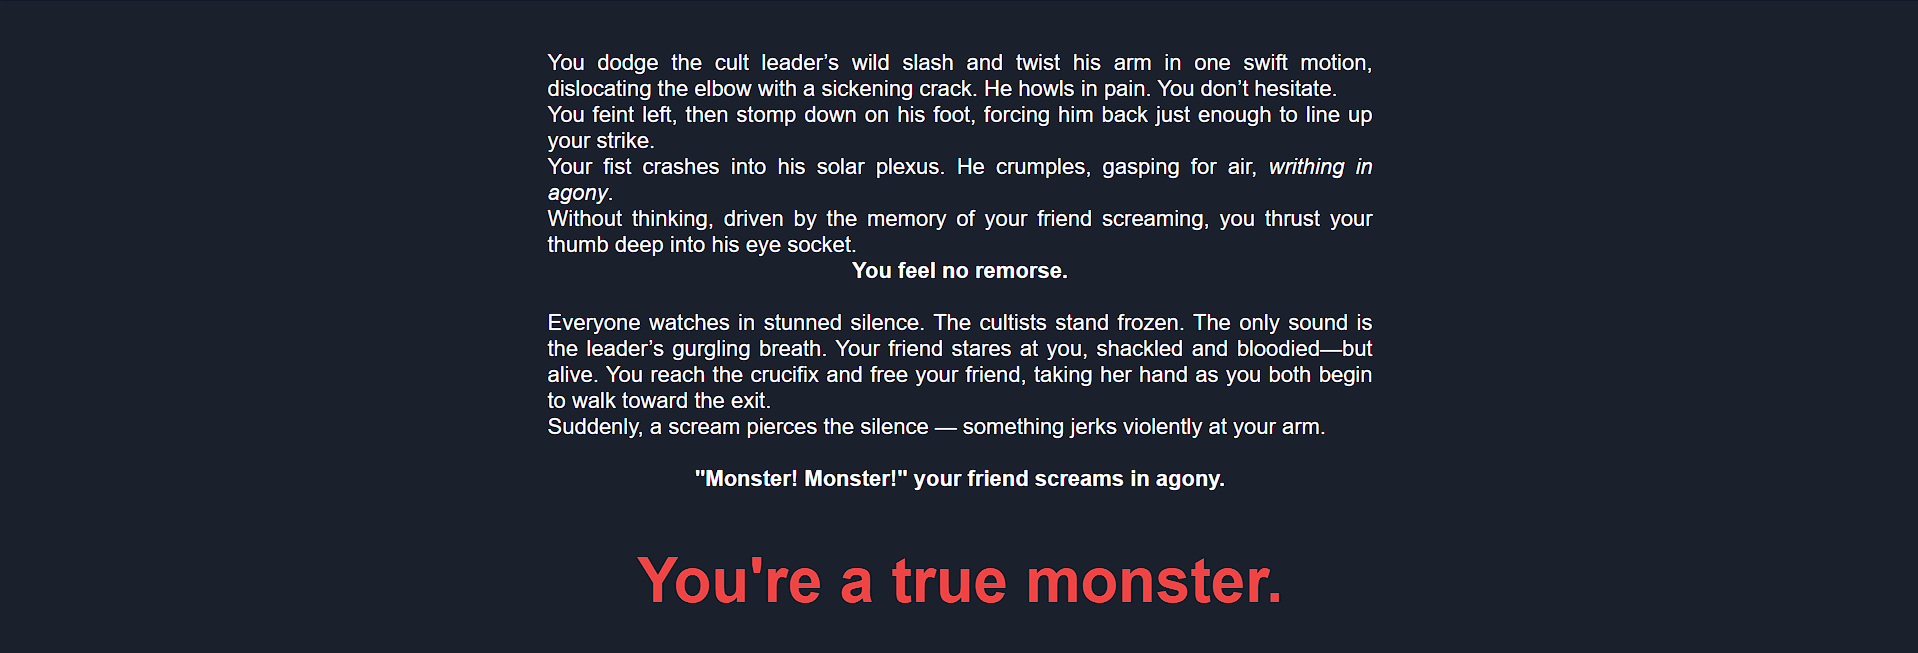 You dodge the cult leader’s wild slash and twist his arm in one swift motion,
dislocating the elbow with a sickening crack. He howls in pain. You don’t hesitate.
You feint left, then stomp down on his foot, forcing him back just enough to line up
your strike.
Your fist crashes into his solar plexus. He crumples, gasping for air, writhing in
agony.
Without thinking, driven by the memory of your friend screaming, you thrust your
thumb deep into his eye socket.
You feel no remorse.
Everyone watches in stunned silence. The cultists stand frozen. The only sound is
the leader’s gurgling breath. Your friend stares at you, shackled and bloodied—but
alive. You reach the crucifix and free your friend, taking her hand as you both begin
to walk toward the exit.
Suddenly, a scream pierces the silence — something jerks violently at your arm.
"Monster! Monster!" your friend screams in agony.
You're a true monster.